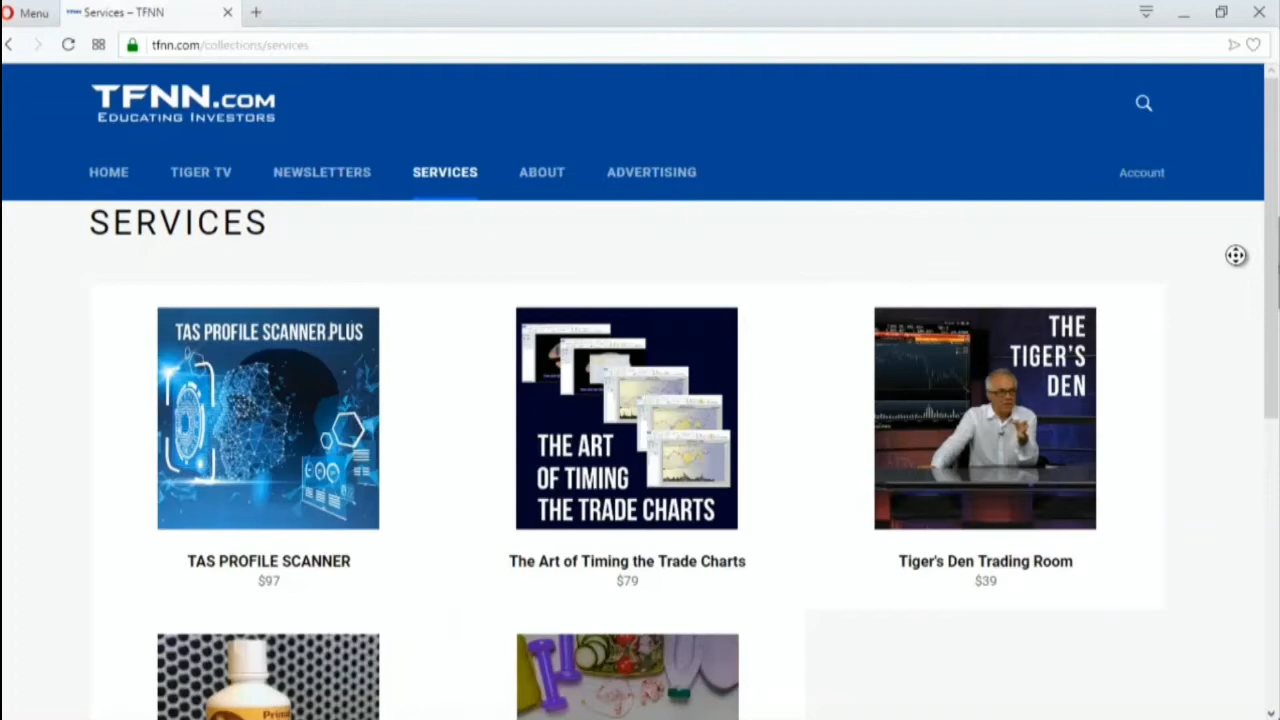 Menu
Services – TFNN
tfnn.com/collections/services
TFNN.COM
EDUCATING INVESTORS
HOME
TIGER TV
NEWSLETTERS
SERVICES
ABOUT
ADVERTISING
Account
SERVICES
TAS PROFILE SCANNER PLUS
THE ART
OF TIMING
THE TRADE CHARTS
THE
TIGER'S
DEN
TAS PROFILE SCANNER
$97
The Art of Timing the Trade Charts
$79
Tiger's Den Trading Room
$39